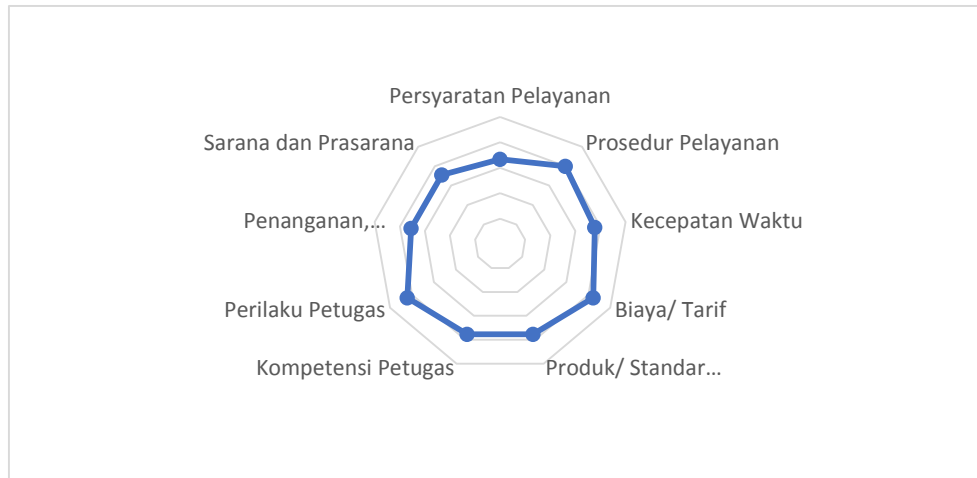 Persyaratan Pelayanan
Prosedur Pelayanan
Kecepatan Waktu
Biaya/ Tarif
Produk/ Standar...
Kompetensi Petugas
Perilaku Petugas
Penanganan,...
Sarana dan Prasarana